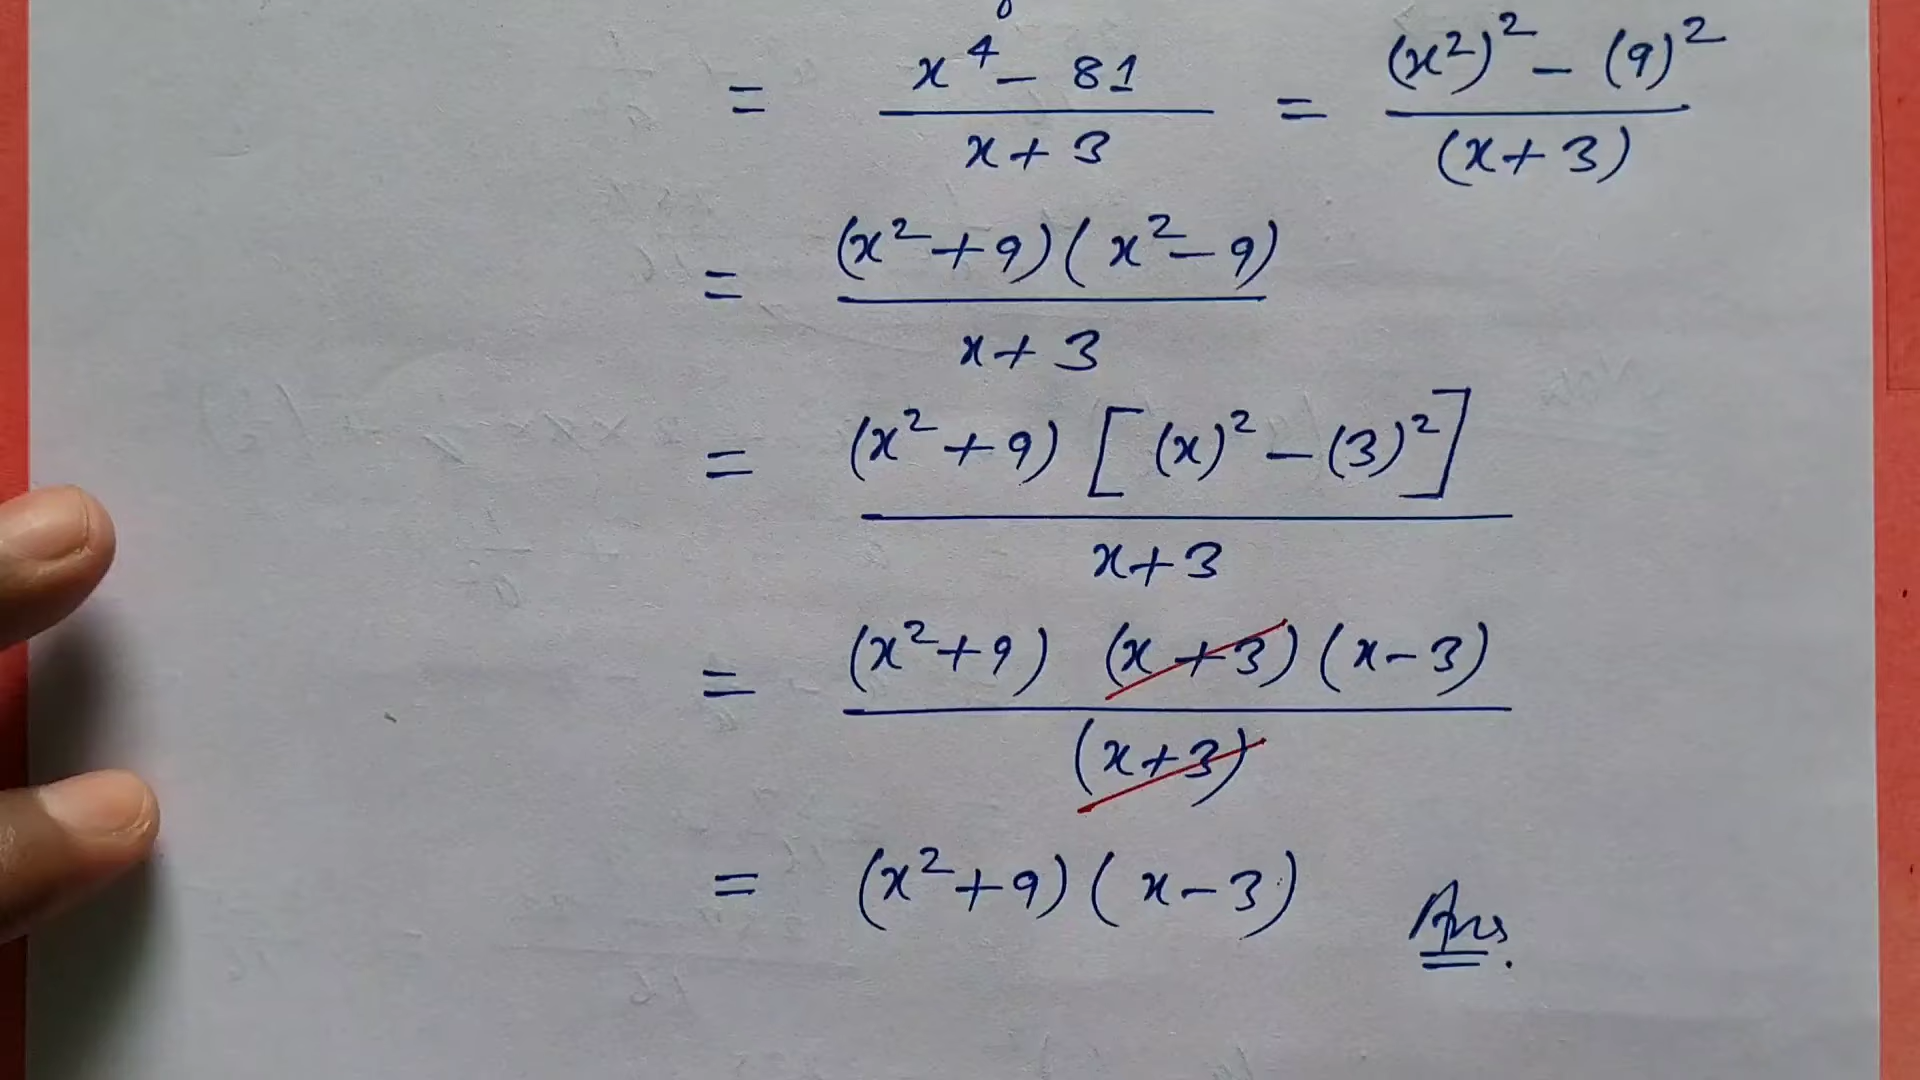 = x⁴ - 81 / x + 3 = (x²)² - (9)² / (x + 3)
= (x² + 9) (x² - 9) / x + 3
= (x² + 9) [(x)² - (3)²] / x + 3
= (x² + 9) (x + 3) (x - 3) / (x + 3)
= (x² + 9) (x - 3) Ans.